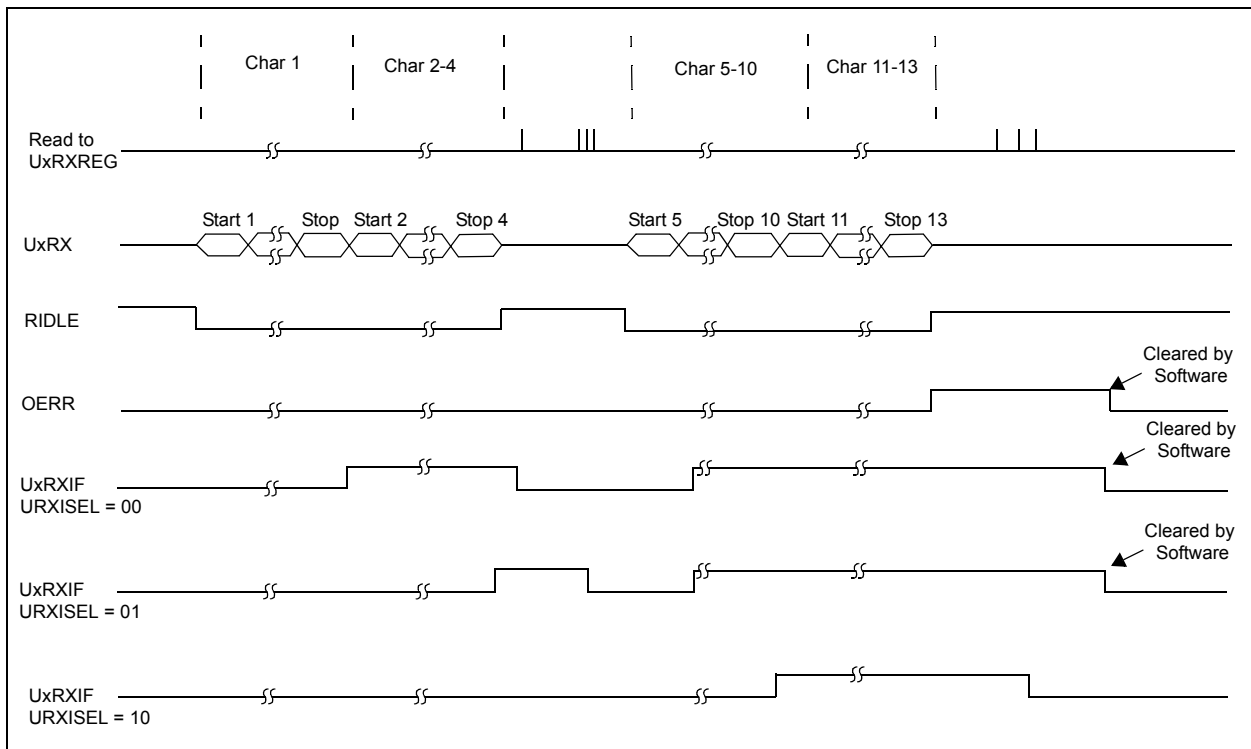 Char 1
Char 2-4
Char 5-10
Char 11-13
Read to
UxRXREG
Start 1
Stop
Start 2
Stop 4
Start 5
Stop 10
Start 11
Stop 13
UxRX
RIDLE
Cleared by
Software
OERR
Cleared by
Software
UxRXIF
URXISEL = 00
Cleared by
Software
UxRXIF
URXISEL = 01
UxRXIF
URXISEL = 10